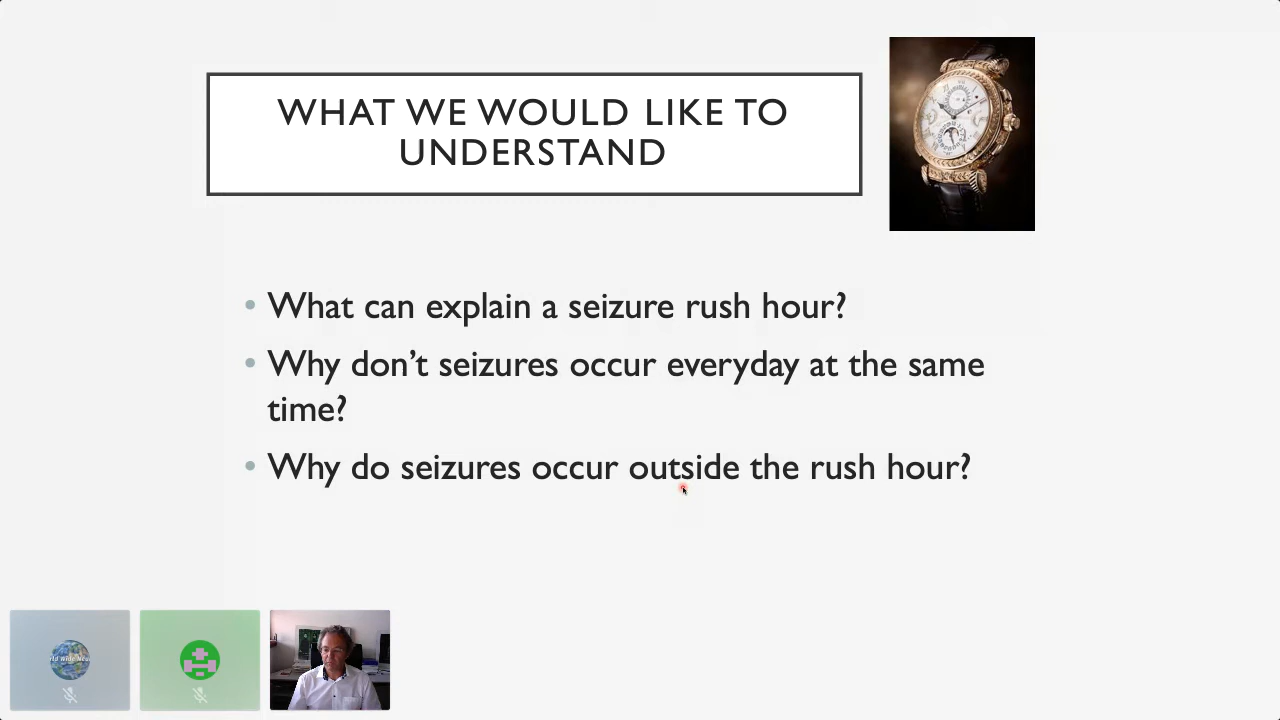 WHAT WE WOULD LIKE TO
UNDERSTAND
• What can explain a seizure rush hour?
• Why don’t seizures occur everyday at the same
time?
• Why do seizures occur outside the rush hour?